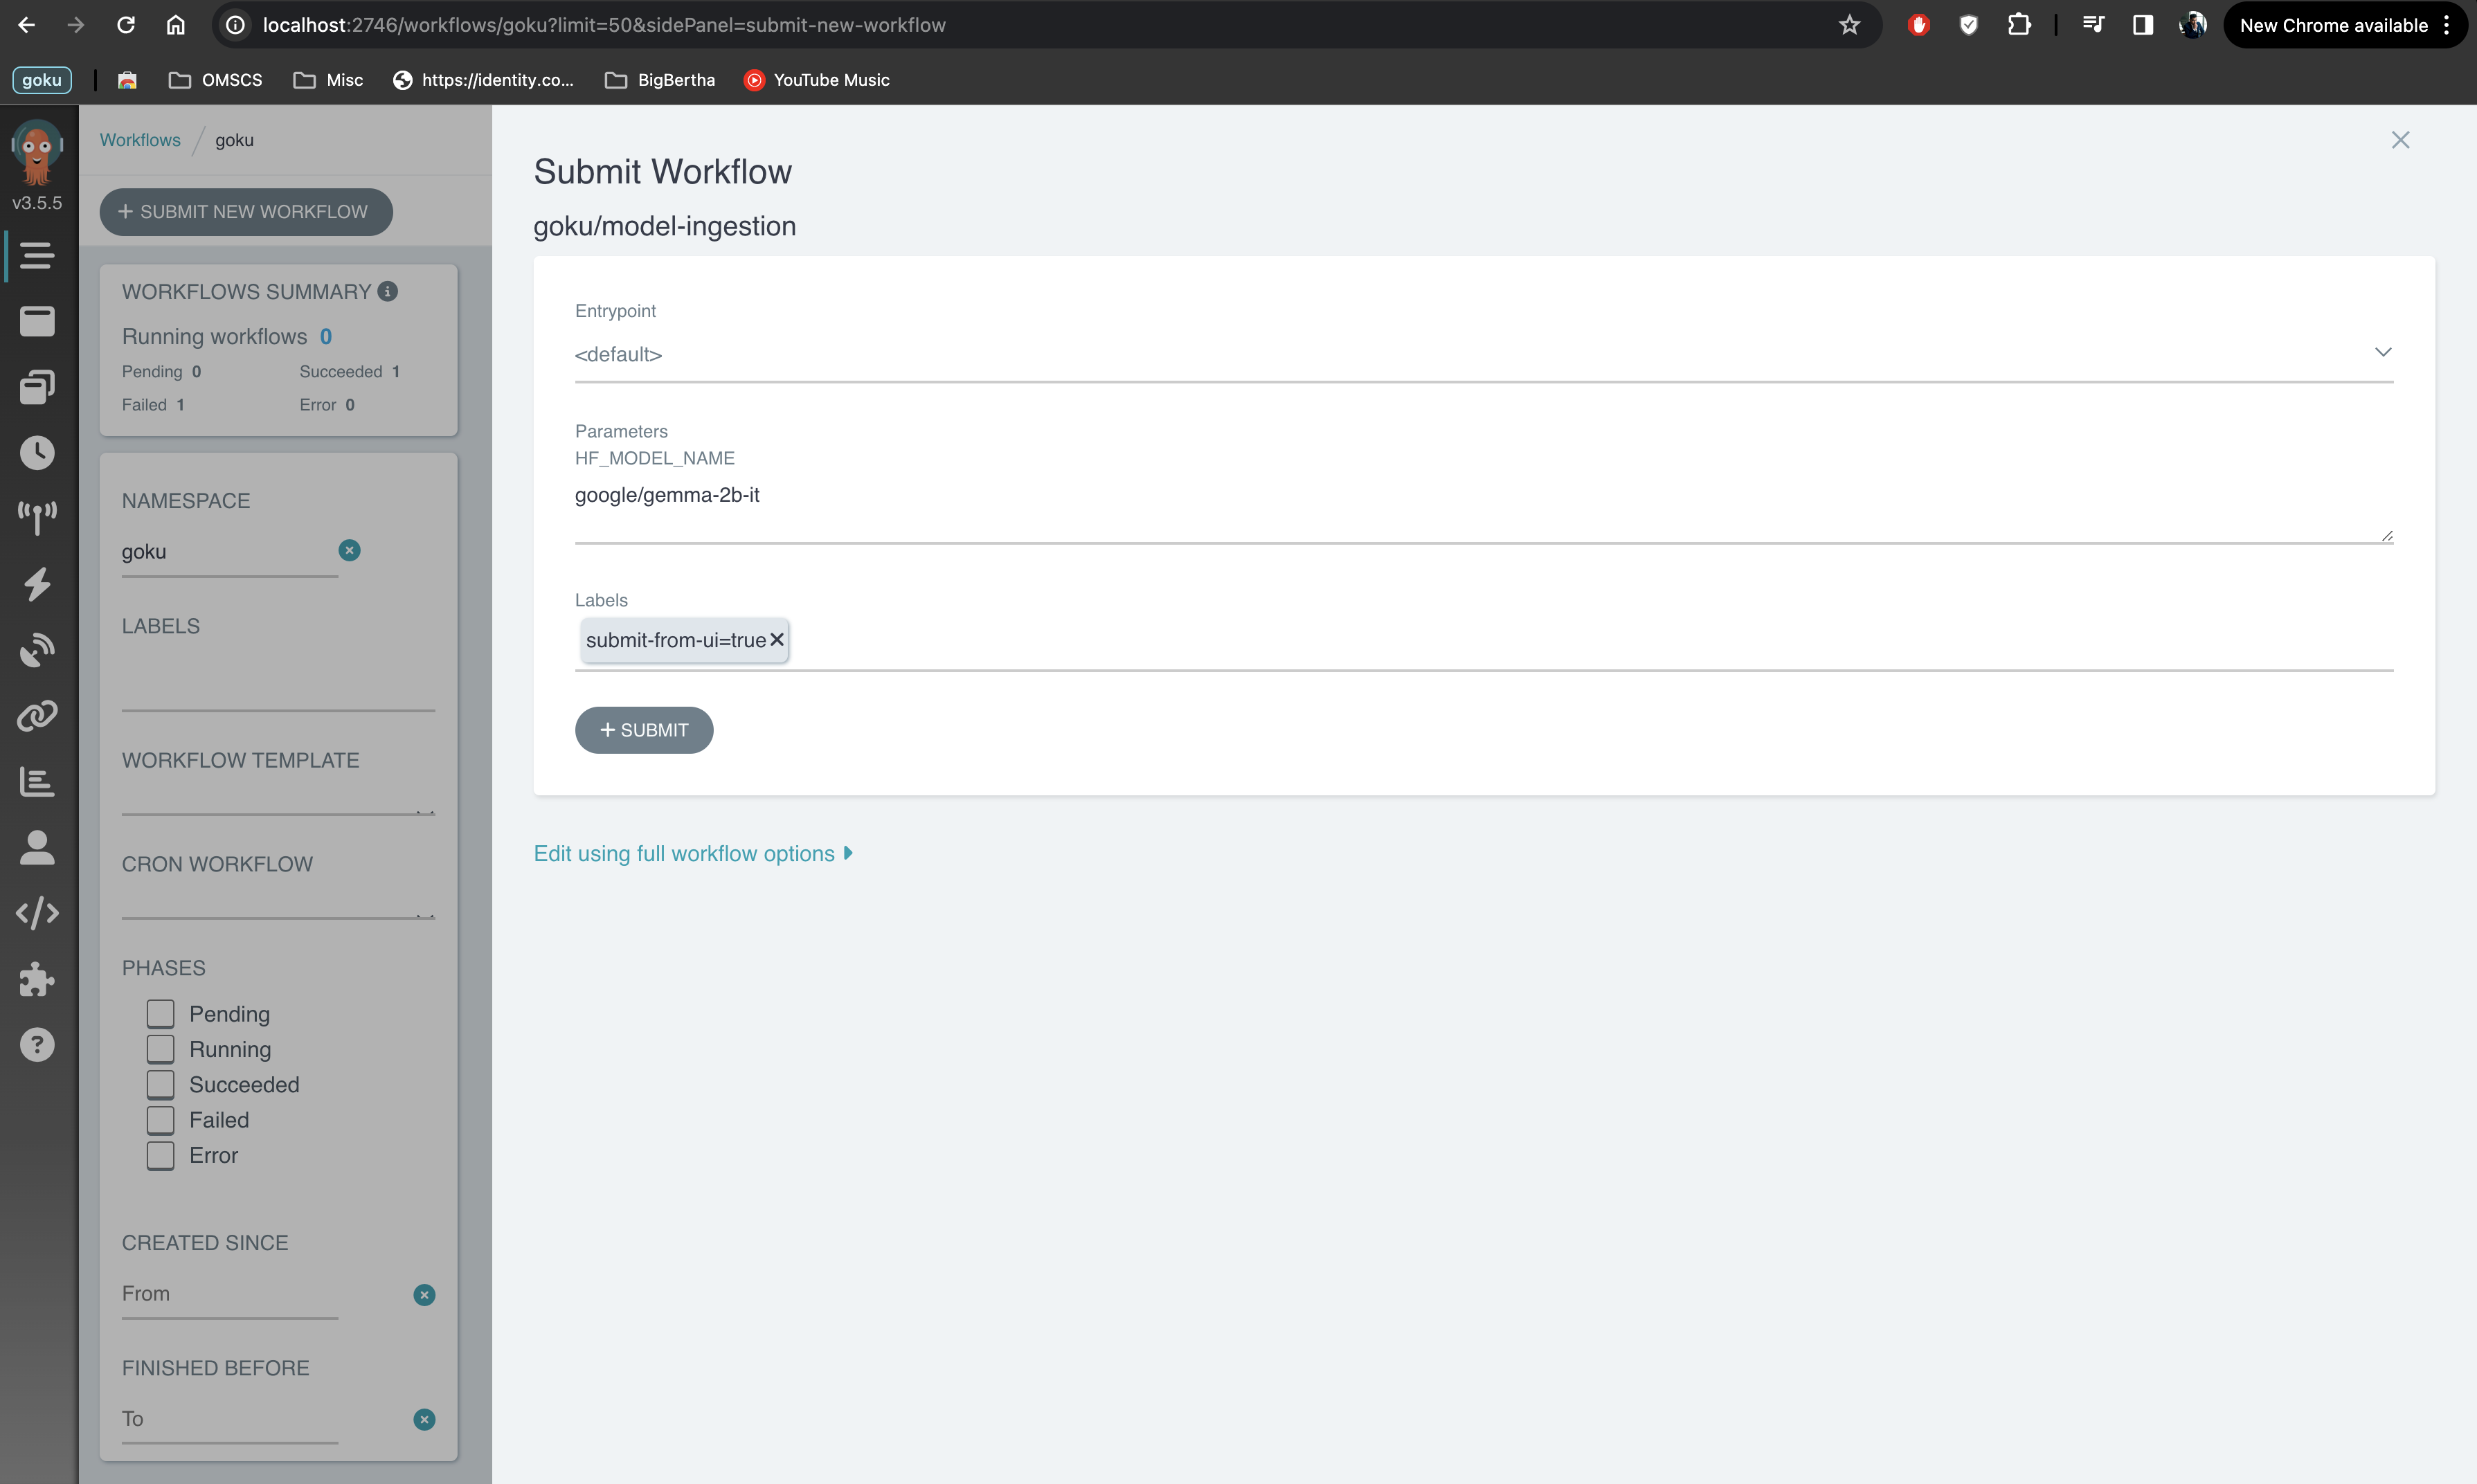 localhost:2746/workflows/goku?limit=50&sidePanel=submit-new-workflow
New Chrome available
goku
OMSCS
Misc
https://identity.co...
BigBertha
YouTube Music
v3.5.5
Workflows / goku
+ SUBMIT NEW WORKFLOW
WORKFLOWS SUMMARY
Running workflows 0
Pending 0 Succeeded 1
Failed 1 Error 0
NAMESPACE
goku
LABELS
WORKFLOW TEMPLATE
CRON WORKFLOW
PHASES
Pending
Running
Succeeded
Failed
Error
CREATED SINCE
From
FINISHED BEFORE
To
Submit Workflow
goku/model-ingestion
Entrypoint
<default>
Parameters
HF_MODEL_NAME
google/gemma-2b-it
Labels
submit-from-ui=true
+ SUBMIT
Edit using full workflow options